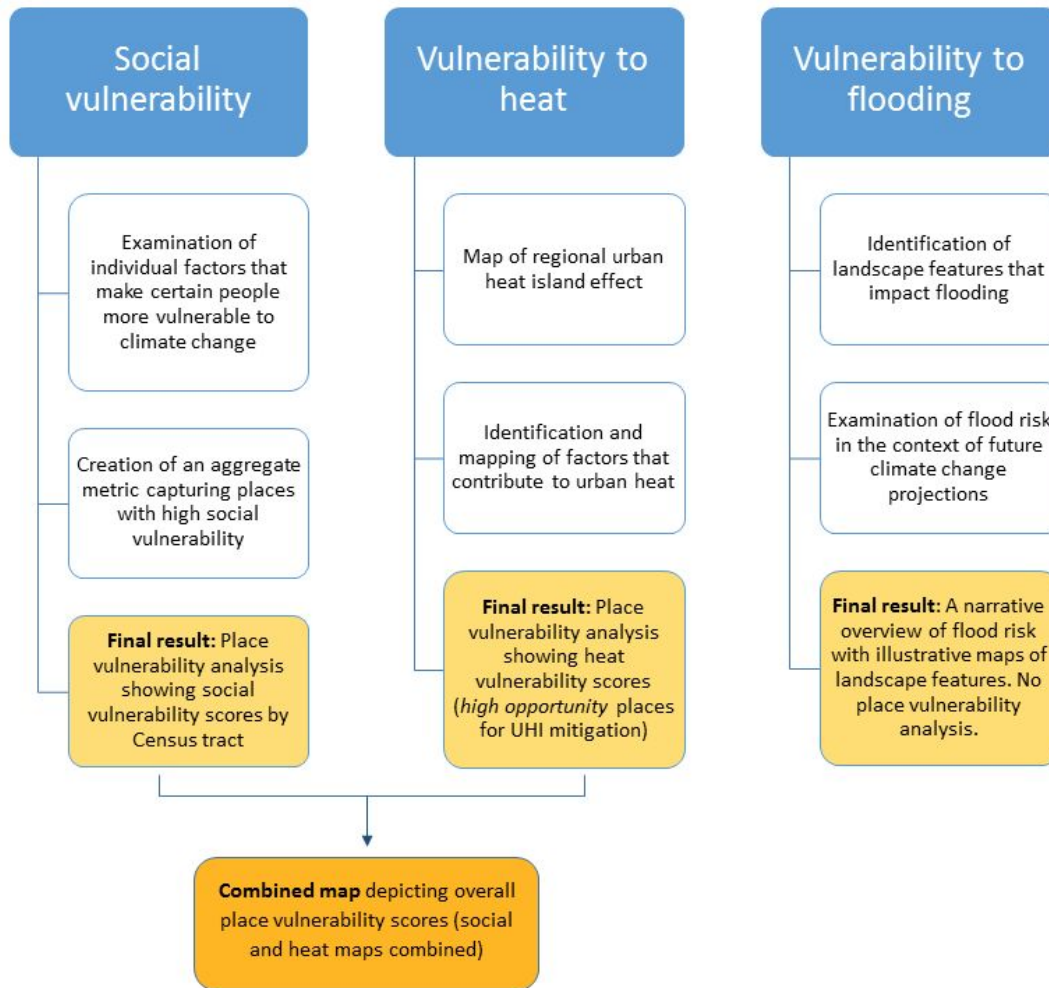 Social
vulnerability
Examination of
individual factors that
make certain people
more vulnerable to
climate change
Creation of an aggregate
metric capturing places
with high social
vulnerability
Final result: Place
vulnerability analysis
showing social
vulnerability scores by
Census tract
Vulnerability to
heat
Map of regional urban
heat island effect
Identification and
mapping of factors that
contribute to urban heat
Final result: Place
vulnerability analysis
showing heat
vulnerability scores
(high opportunity places
for UHI mitigation)
Vulnerability to
flooding
Identification of
landscape features that
impact flooding
Examination of flood risk
in the context of future
climate change
projections
Final result: A narrative
overview of flood risk
with illustrative maps of
landscape features. No
place vulnerability
analysis.
Combined map depicting overall
place vulnerability scores (social
and heat maps combined)